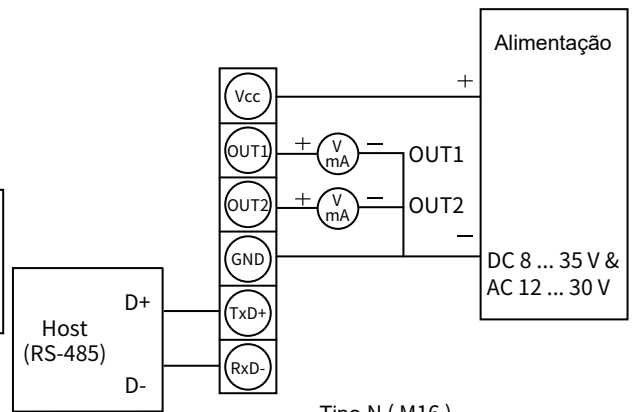 Alimentação
+
Vcc
OUT1 + V mA − OUT1
OUT2 + V mA − OUT2
−
GND
DC 8 ... 35 V &
AC 12 ... 30 V
D+ TxD+
Host
(RS-485)
D- RxD-
Tipo N ( M16 )